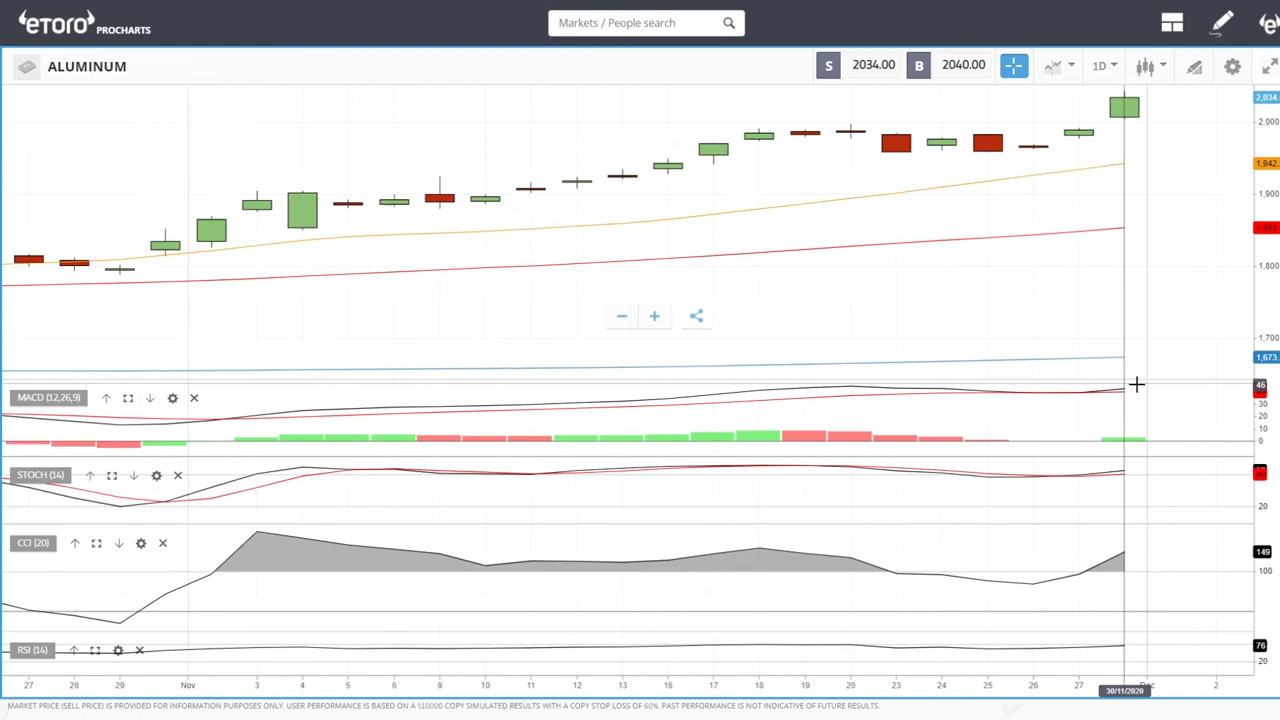 eTORO PROCHARTS
Markets / People search
ALUMINUM
S 2034.00 B 2040.00
1D
2,034.
2,000
1,942.
1,900
1,853.
1,800
1,700
1,673.
MACD (12,26,9)
46
30
20
10
0
STOCH (14)
20
CCI (20)
149
100
RSI (14)
76
20
27 28 29 Nov 3 4 5 6 9 10 11 12 13 16 17 18 19 20 23 24 25 26 27 30/11/2020 Dec 2
MARKET PRICE (SELL PRICE) IS PROVIDED FOR INFORMATION PURPOSES ONLY. USER PERFORMANCE IS BASED ON A $10000 COPY SIMULATED RESULTS WITH A COPY STOP LOSS OF 60%. PAST PERFORMANCE IS NOT INDICATIVE OF FUTURE RESULTS.